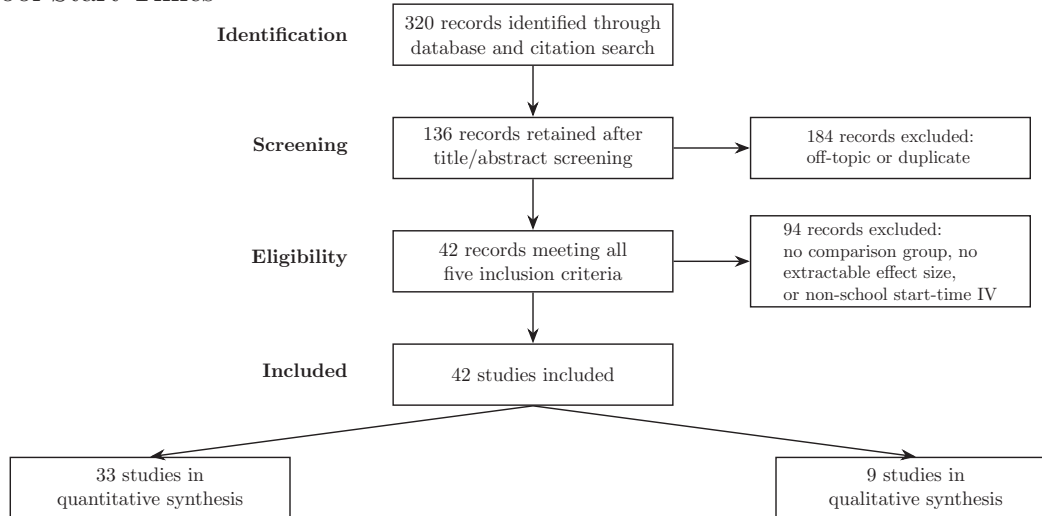 Identification
320 records identified through
database and citation search
Screening
136 records retained after
title/abstract screening
184 records excluded:
off-topic or duplicate
Eligibility
42 records meeting all
five inclusion criteria
94 records excluded:
no comparison group, no
extractable effect size,
or non-school start-time IV
Included
42 studies included
33 studies in
quantitative synthesis
9 studies in
qualitative synthesis